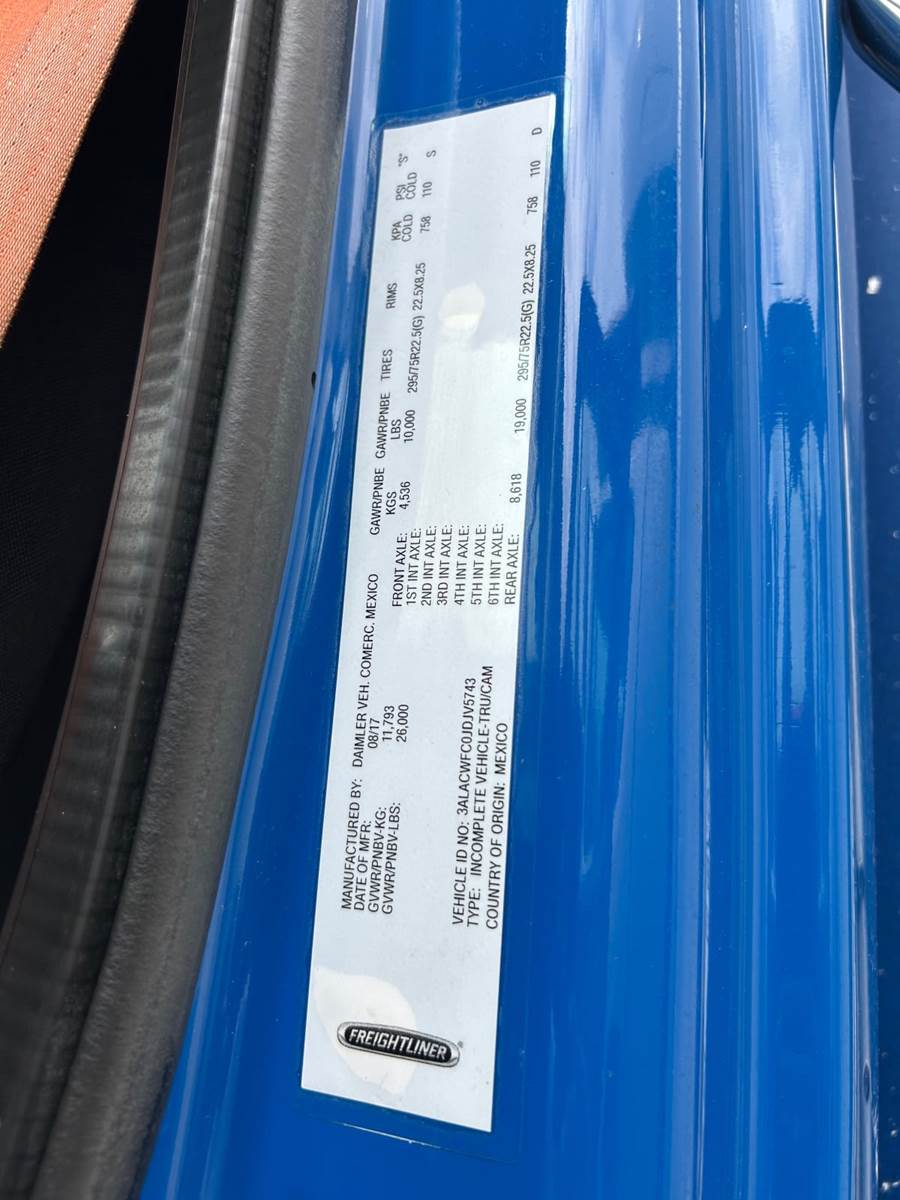 MANUFACTURED BY: DAIMLER VEH. COMERC. MEXICO
DATE OF MFR: 08/17
GVWR/PNBV-KG: 11,793
GVWR/PNBV-LBS: 26,000
GAWR/PNBE GAWR/PNBE TIRES RIMS KPA PSI "S"
KGS LBS COLD COLD
FRONT AXLE: 4,536 10,000 295/75R22.5(G) 22.5X8.25 758 110 S
1ST INT AXLE:
2ND INT AXLE:
3RD INT AXLE:
4TH INT AXLE:
5TH INT AXLE:
6TH INT AXLE:
REAR AXLE: 8,618 19,000 295/75R22.5(G) 22.5X8.25 758 110 D
VEHICLE ID NO: 3ALACWFC0JDJV5743
TYPE: INCOMPLETE VEHICLE-TRU/CAM
COUNTRY OF ORIGIN: MEXICO
FREIGHTLINER